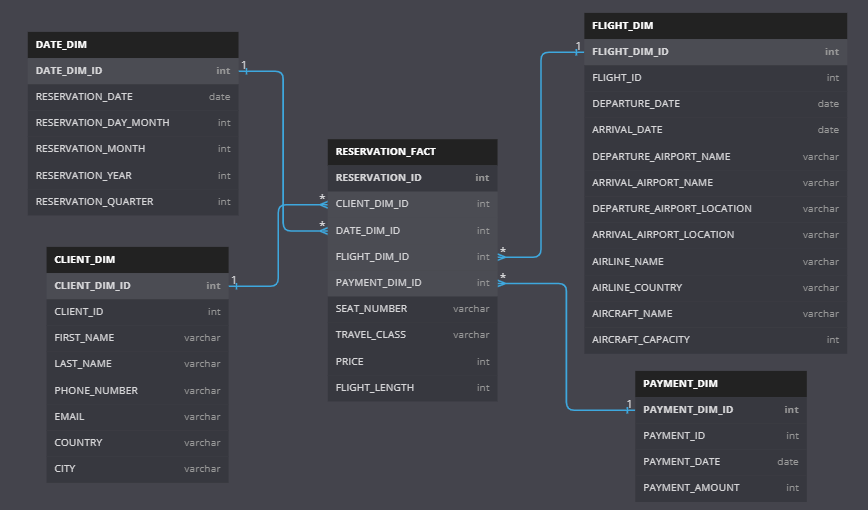 DATE_DIM
DATE_DIM_ID int
RESERVATION_DATE date
RESERVATION_DAY_MONTH int
RESERVATION_MONTH int
RESERVATION_YEAR int
RESERVATION_QUARTER int
1
CLIENT_DIM
CLIENT_DIM_ID int
CLIENT_ID int
FIRST_NAME varchar
LAST_NAME varchar
PHONE_NUMBER varchar
EMAIL varchar
COUNTRY varchar
CITY varchar
1
RESERVATION_FACT
RESERVATION_ID int
* CLIENT_DIM_ID int
* DATE_DIM_ID int
FLIGHT_DIM_ID int *
PAYMENT_DIM_ID int *
SEAT_NUMBER varchar
TRAVEL_CLASS varchar
PRICE int
FLIGHT_LENGTH int
FLIGHT_DIM
1 FLIGHT_DIM_ID int
FLIGHT_ID int
DEPARTURE_DATE date
ARRIVAL_DATE date
DEPARTURE_AIRPORT_NAME varchar
ARRIVAL_AIRPORT_NAME varchar
DEPARTURE_AIRPORT_LOCATION varchar
ARRIVAL_AIRPORT_LOCATION varchar
AIRLINE_NAME varchar
AIRLINE_COUNTRY varchar
AIRCRAFT_NAME varchar
AIRCRAFT_CAPACITY int
PAYMENT_DIM
1 PAYMENT_DIM_ID int
PAYMENT_ID int
PAYMENT_DATE date
PAYMENT_AMOUNT int